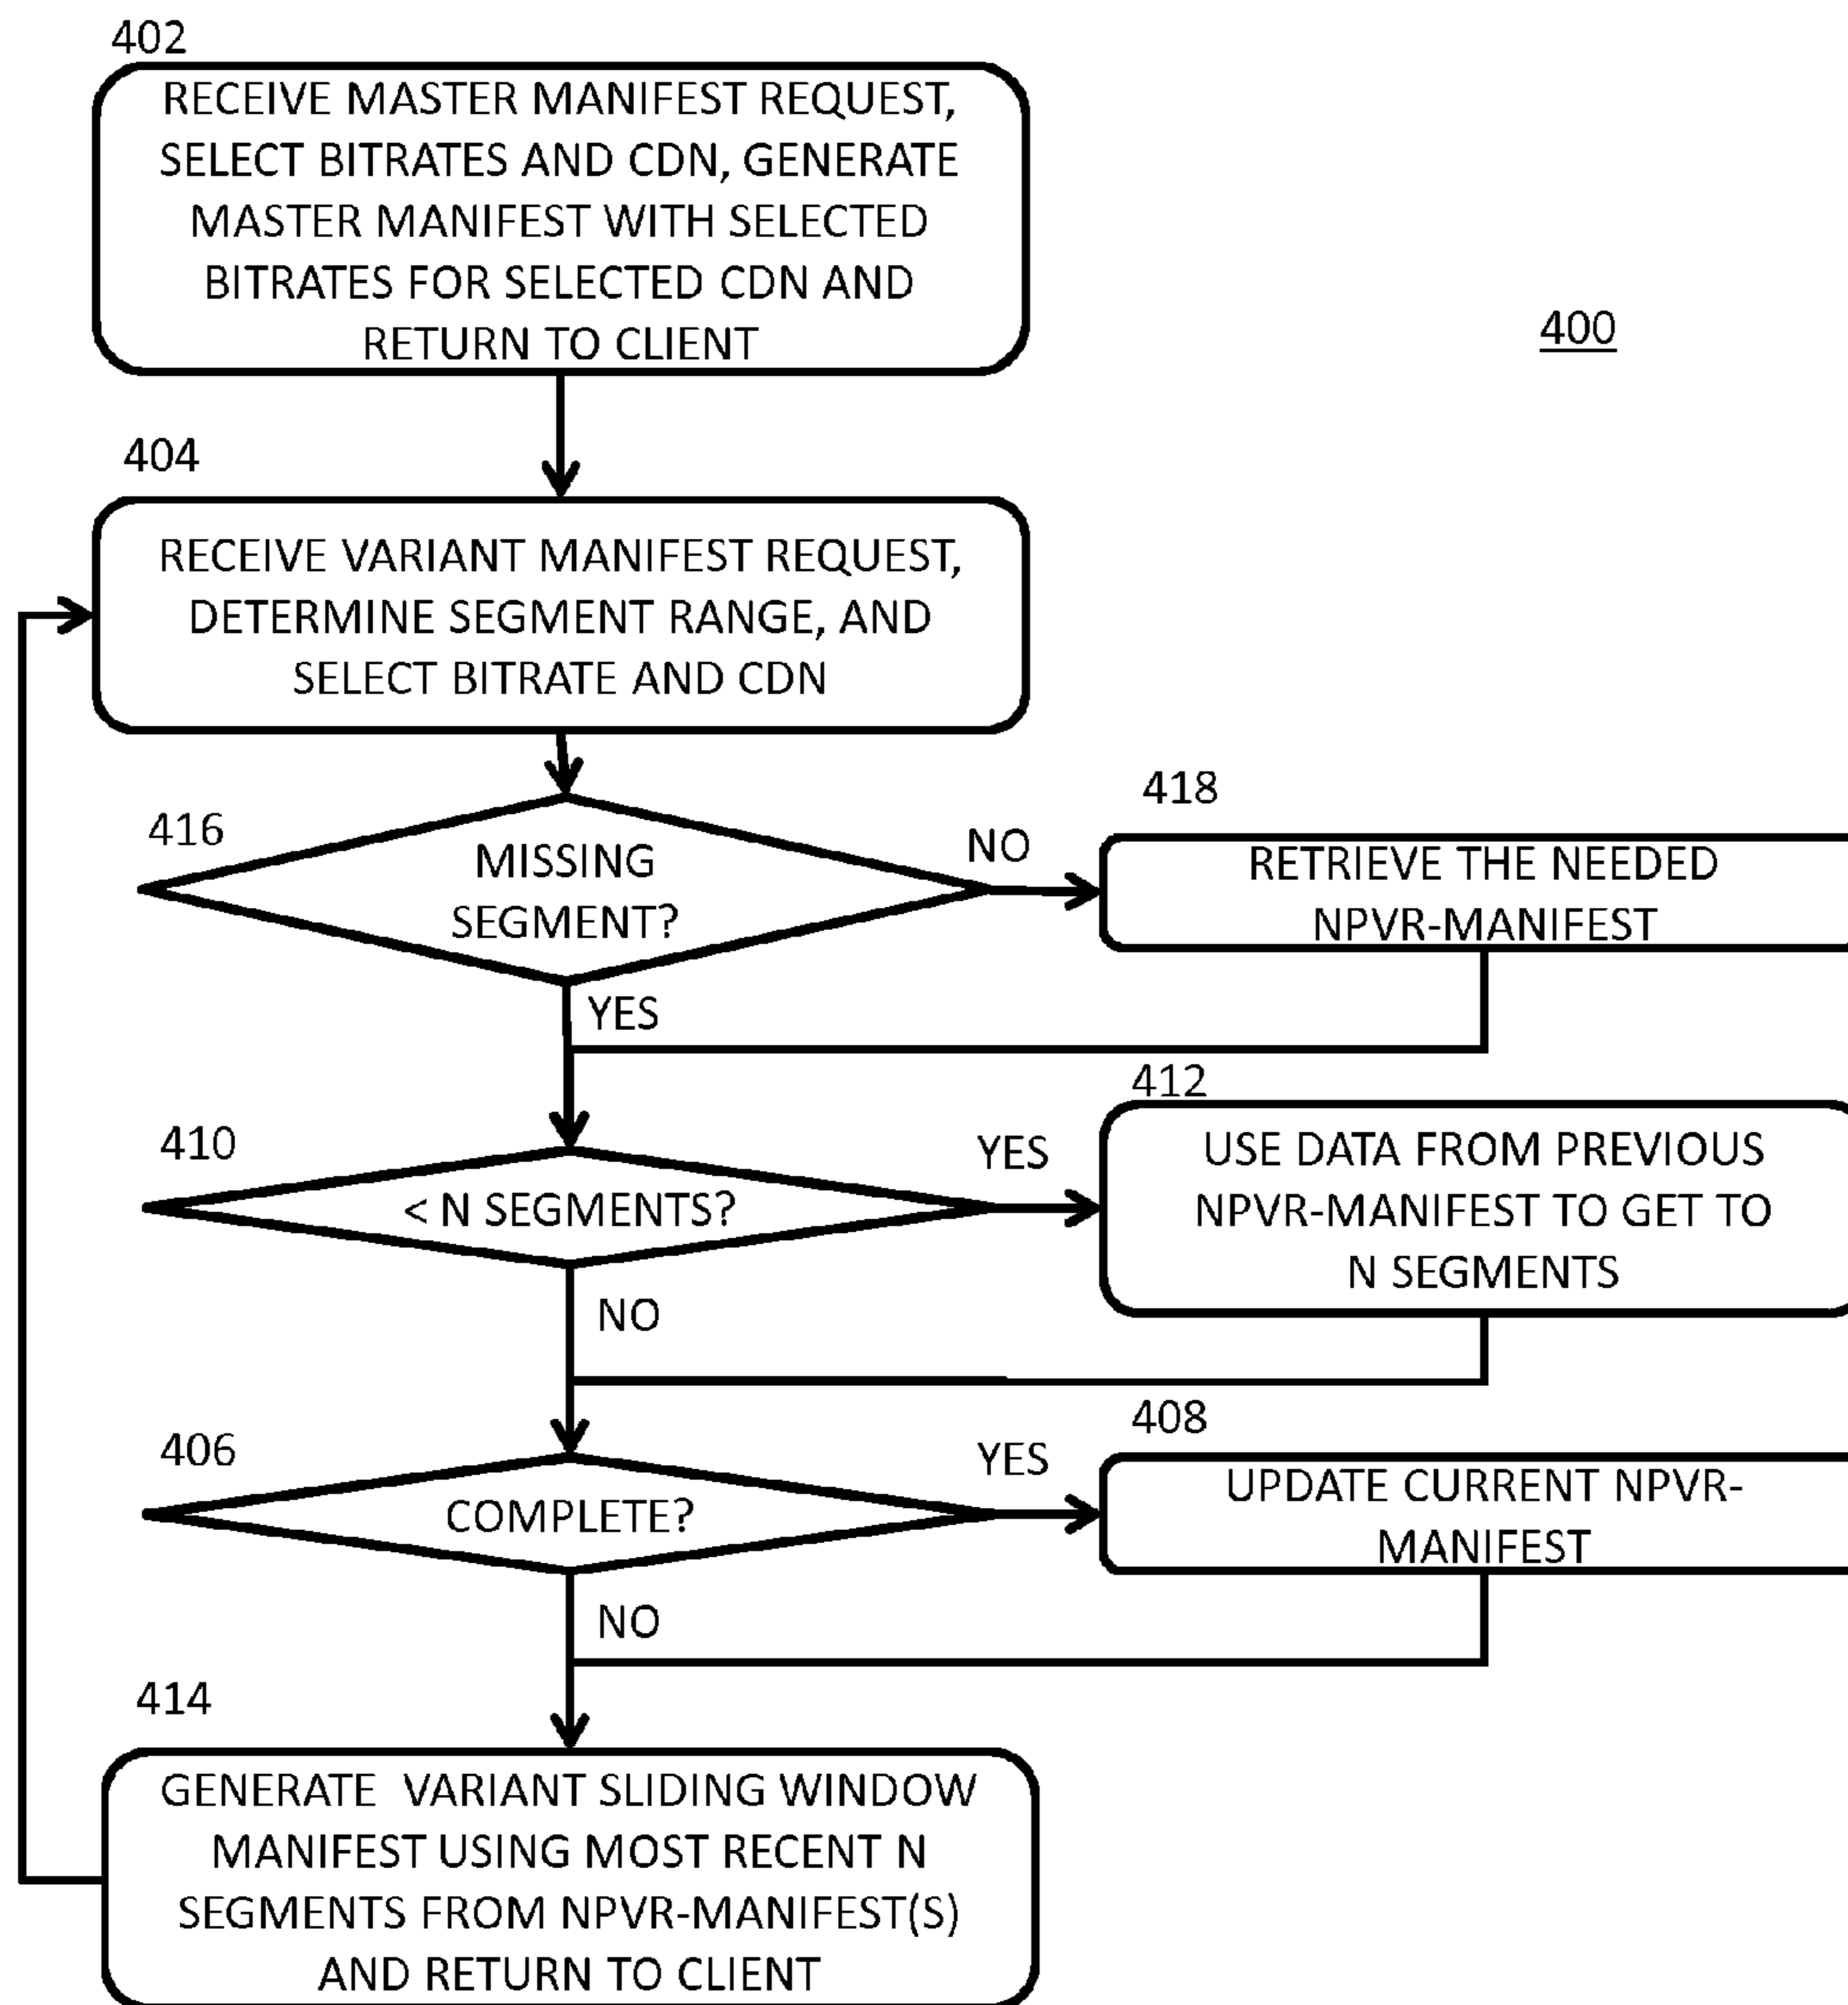 402
RECEIVE MASTER MANIFEST REQUEST,
SELECT BITRATES AND CDN, GENERATE
MASTER MANIFEST WITH SELECTED
BITRATES FOR SELECTED CDN AND
RETURN TO CLIENT
400
404
RECEIVE VARIANT MANIFEST REQUEST,
DETERMINE SEGMENT RANGE, AND
SELECT BITRATE AND CDN
416
MISSING
SEGMENT?
NO
YES
418
RETRIEVE THE NEEDED
NPVR-MANIFEST
410
< N SEGMENTS?
YES
NO
412
USE DATA FROM PREVIOUS
NPVR-MANIFEST TO GET TO
N SEGMENTS
406
COMPLETE?
YES
NO
408
UPDATE CURRENT NPVR-
MANIFEST
414
GENERATE VARIANT SLIDING WINDOW
MANIFEST USING MOST RECENT N
SEGMENTS FROM NPVR-MANIFEST(S)
AND RETURN TO CLIENT